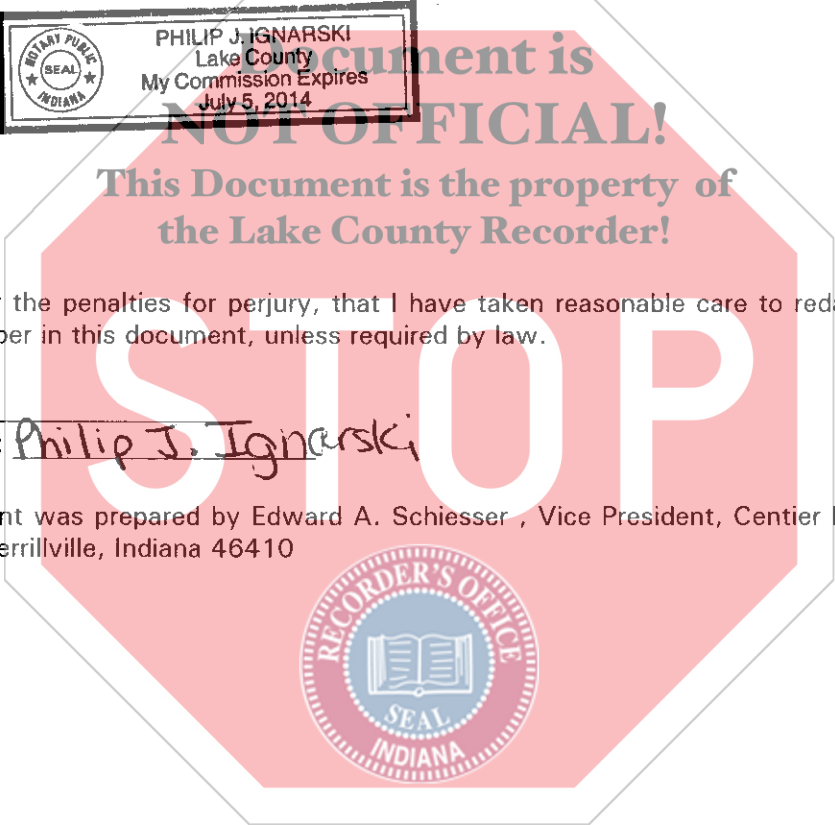 PHILIP J. IGNARSKI
Lake County
My Commission Expires
July 5, 2014
NOTARY PUBLIC
SEAL
INDIANA
Document is
NOT OFFICIAL!
This Document is the property of
the Lake County Recorder!
the penalties for perjury, that I have taken reasonable care to
in this document, unless required by law.
Philip J. Ignarski
was prepared by Edward A. Schiesser , Vice President, Centier
errillville, Indiana 46410
STOP
RECORDER'S OFFICE
SEAL
INDIANA